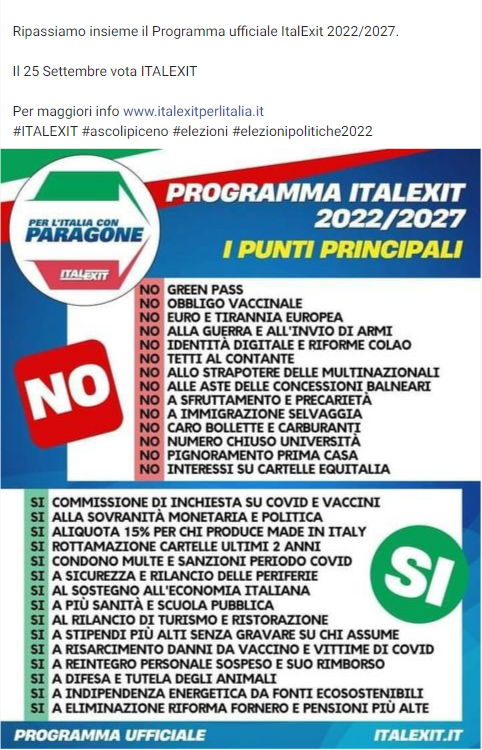 Ripassiamo insieme il Programma ufficiale ItalExit 2022/2027.
Il 25 Settembre vota ITALEXIT
Per maggiori info www.italexitperlitalia.it
#ITALEXIT #ascolipiceno #elezioni #elezionipolitiche2022
PER L'ITALIA CON
PARAGONE
ITALEXIT
PROGRAMMA ITALEXIT
2022/2027
I PUNTI PRINCIPALI
NO
NO GREEN PASS
NO OBBLIGO VACCINALE
NO EURO E TIRANNIA EUROPEA
NO ALLA GUERRA E ALL'INVIO DI ARMI
NO IDENTITÀ DIGITALE E RIFORME COLAO
NO TETTI AL CONTANTE
NO ALLO STRAPOTERE DELLE MULTINAZIONALI
NO ALLE ASTE DELLE CONCESSIONI BALNEARI
NO A SFRUTTAMENTO E PRECARIETÀ
NO A IMMIGRAZIONE SELVAGGIA
NO CARO BOLLETTE E CARBURANTI
NO NUMERO CHIUSO UNIVERSITÀ
NO PIGNORAMENTO PRIMA CASA
NO INTERESSI SU CARTELLE EQUITALIA
SI COMMISSIONE DI INCHIESTA SU COVID E VACCINI
SI ALLA SOVRANITÀ MONETARIA E POLITICA
SI ALIQUOTA 15% PER CHI PRODUCE MADE IN ITALY
SI ROTTAMAZIONE CARTELLE ULTIMI 2 ANNI
SI CONDONO MULTE E SANZIONI PERIODO COVID
SI A SICUREZZA E RILANCIO DELLE PERIFERIE
SI AL SOSTEGNO ALL'ECONOMIA ITALIANA
SI A PIÙ SANITÀ E SCUOLA PUBBLICA
SI AL RILANCIO DI TURISMO E RISTORAZIONE
SI A STIPENDI PIÙ ALTI SENZA GRAVARE SU CHI ASSUME
SI A RISARCIMENTO DANNI DA VACCINO E VITTIME DI COVID
SI A REINTEGRO PERSONALE SOSPESO E SUO RIMBORSO
SI A DIFESA E TUTELA DEGLI ANIMALI
SI A INDIPENDENZA ENERGETICA DA FONTI ECOSOSTENIBILI
SI A ELIMINAZIONE RIFORMA FORNERO E PENSIONI PIÙ ALTE
SI
PROGRAMMA UFFICIALE
ITALEXIT.IT